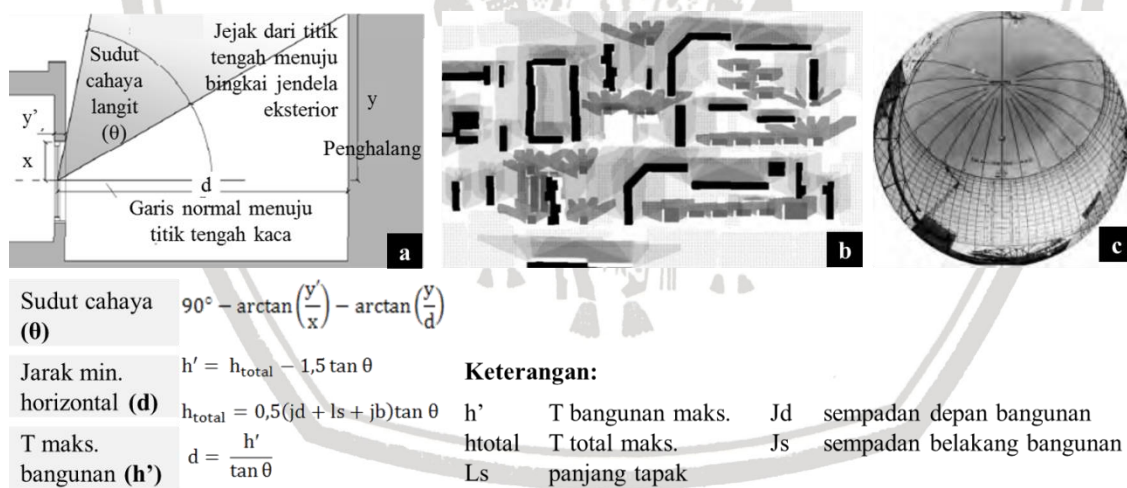 Sudut
cahaya
langit
(θ)
Jejak dari titik
tengah menuju
bingkai jendela
eksterior
y'
x
y
Penghalang
d
Garis normal menuju
titik tengah kaca
a
b
c
Sudut cahaya
(θ)
90° − arctan(y'/x) − arctan(y/d)
Jarak min.
horizontal (d)
h' = h_total − 1,5 tan θ
h_total = 0,5(jd + ls + jb)tan θ
T maks.
bangunan (h')
d = h'/tan θ
Keterangan:
h' T bangunan maks. Jd sempadan depan bangunan
htotal T total maks. Js sempadan belakang bangunan
Ls panjang tapak